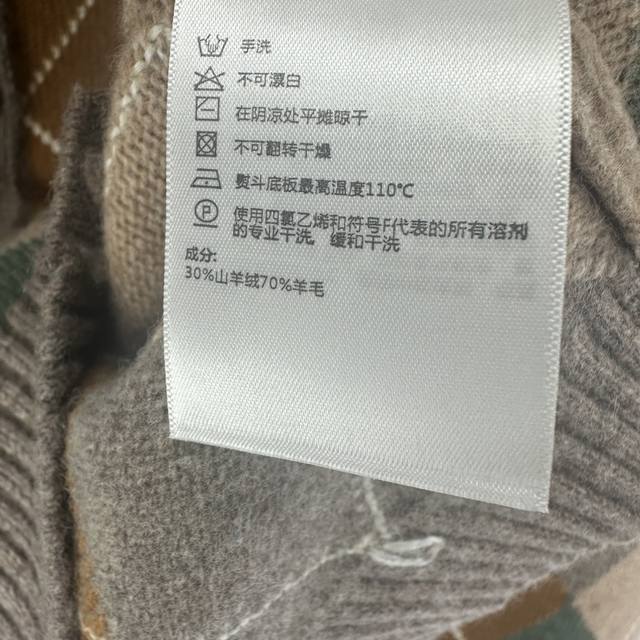 手洗
不可漂白
在阴凉处平摊晾干
不可翻转干燥
熨斗底板最高温度110℃
使用四氯乙烯和符号F代表的所有溶剂
的专业干洗, 缓和干洗
成分:
30%山羊绒70%羊毛